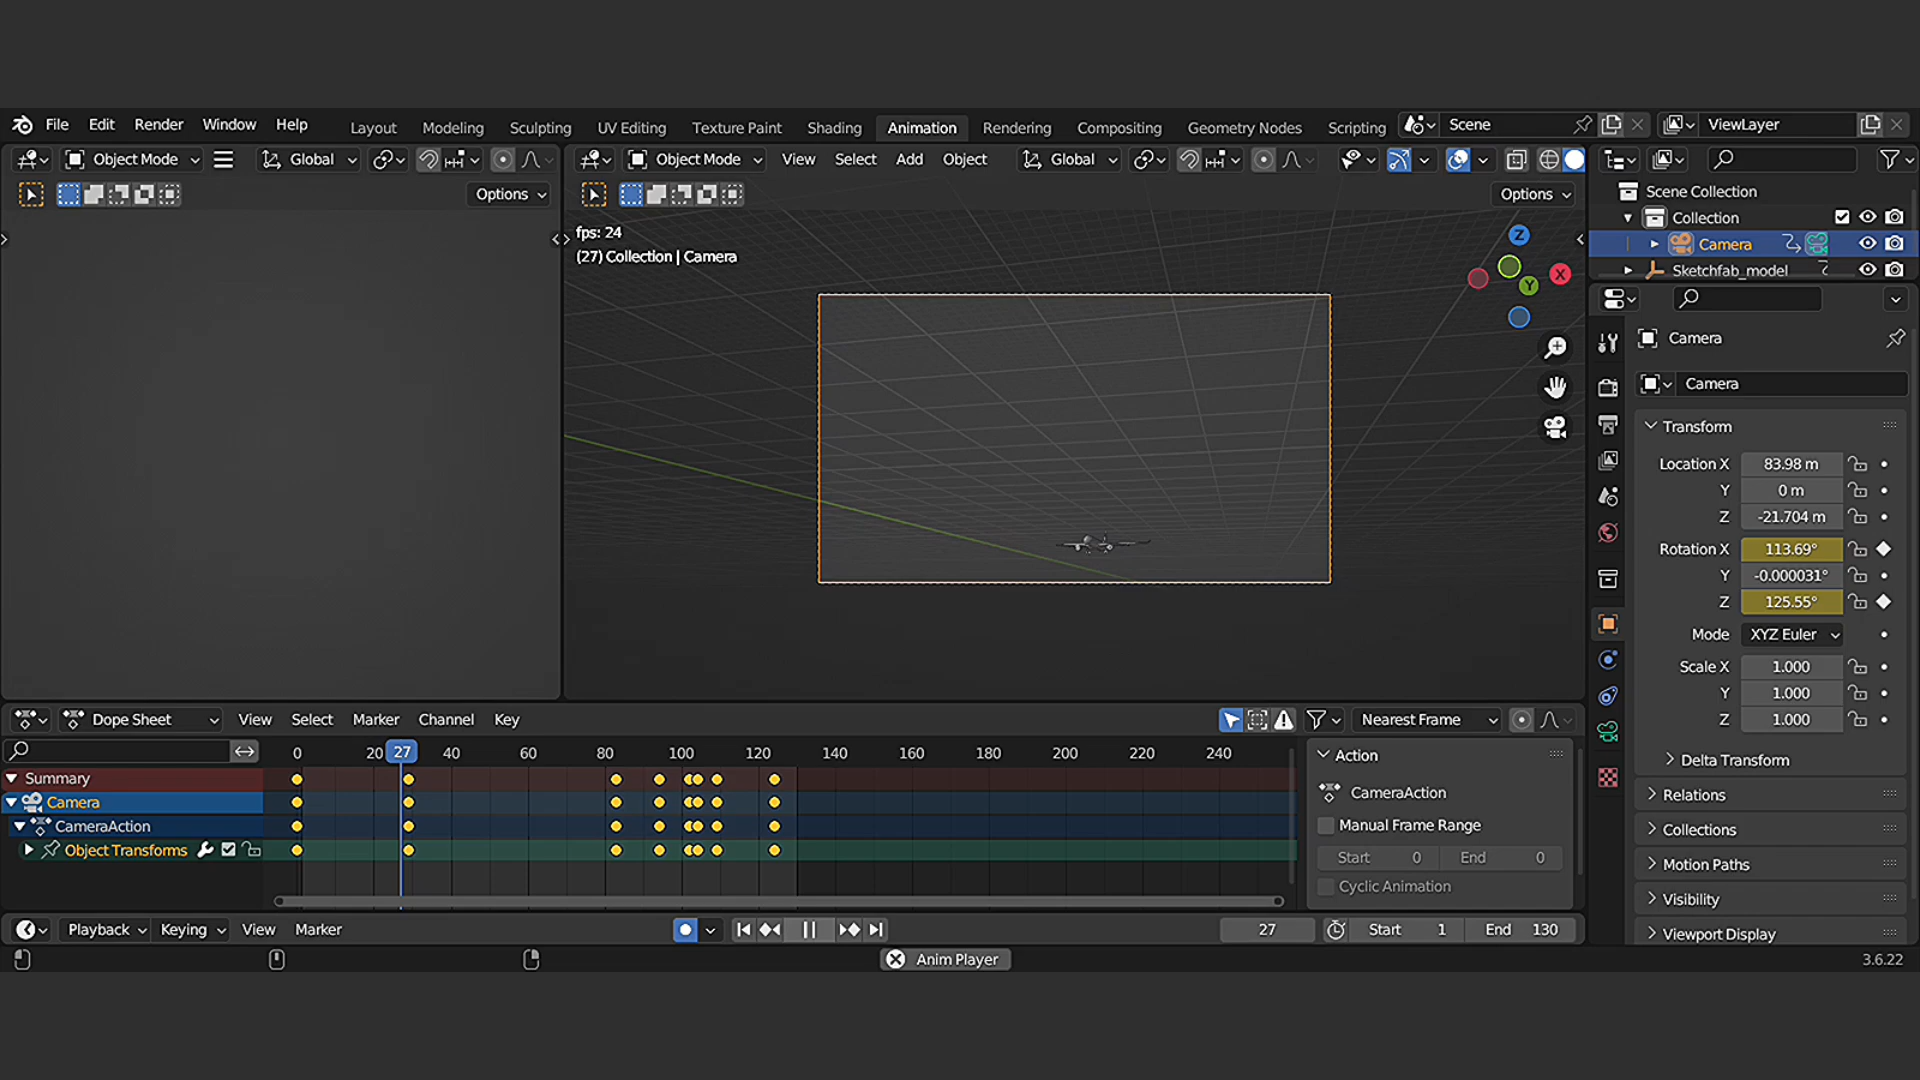 File Edit Render Window Help Layout Modeling Sculpting UV Editing Texture Paint Shading Animation Rendering Compositing Geometry Nodes Scripting Scene ViewLayer
Object Mode Global Object Mode View Select Add Object Global
Options Options
Scene Collection
Collection
Camera
Sketchfab_model
fps: 24
(27) Collection | Camera
Z
X
Y
Camera
Camera
Transform
Location X 83.98 m
Y 0 m
Z -21.704 m
Rotation X 113.69°
Y -0.000031°
Z 125.55°
Mode XYZ Euler
Scale X 1.000
Y 1.000
Z 1.000
Delta Transform
Relations
Collections
Motion Paths
Visibility
Viewport Display
Dope Sheet View Select Marker Channel Key Nearest Frame
0 20 27 40 60 80 100 120 140 160 180 200 220 240
Summary
Camera
CameraAction
Object Transforms
Action
CameraAction
Manual Frame Range
Start 0 End 0
Cyclic Animation
Playback Keying View Marker 27 Start 1 End 130
Anim Player 3.6.22